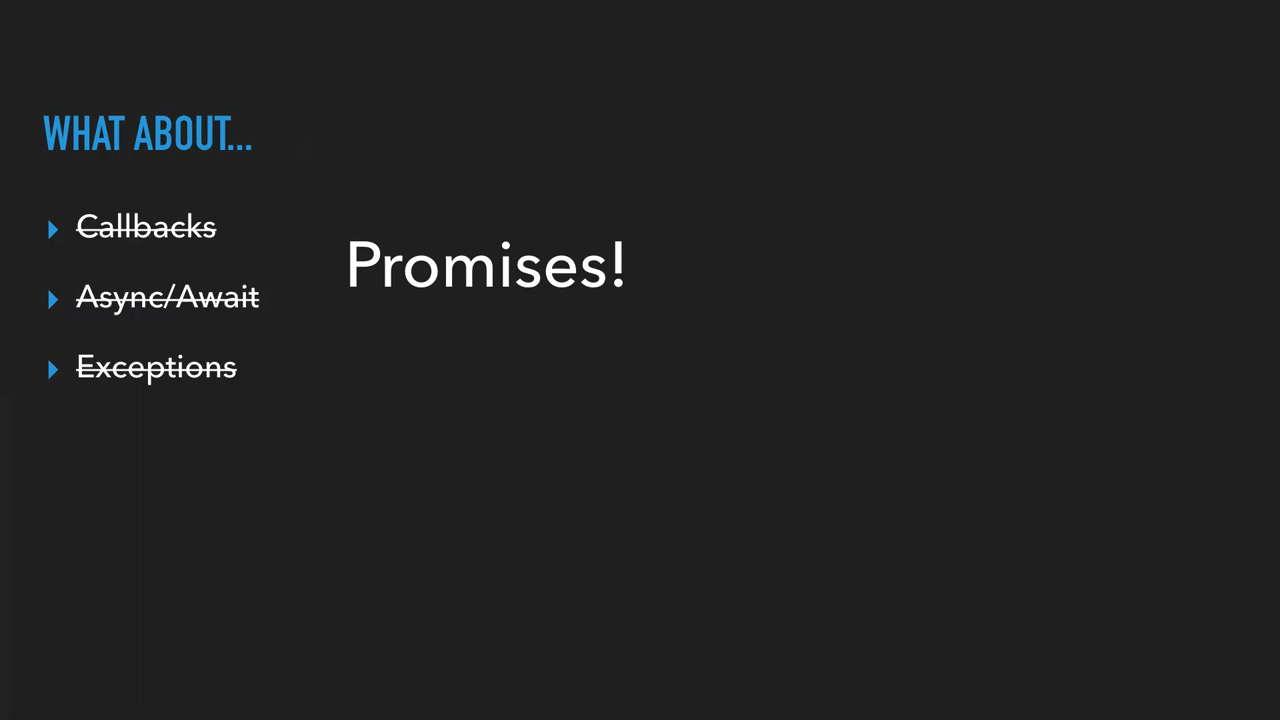 WHAT ABOUT...
Callbacks
Async/Await
Exceptions
Promises!